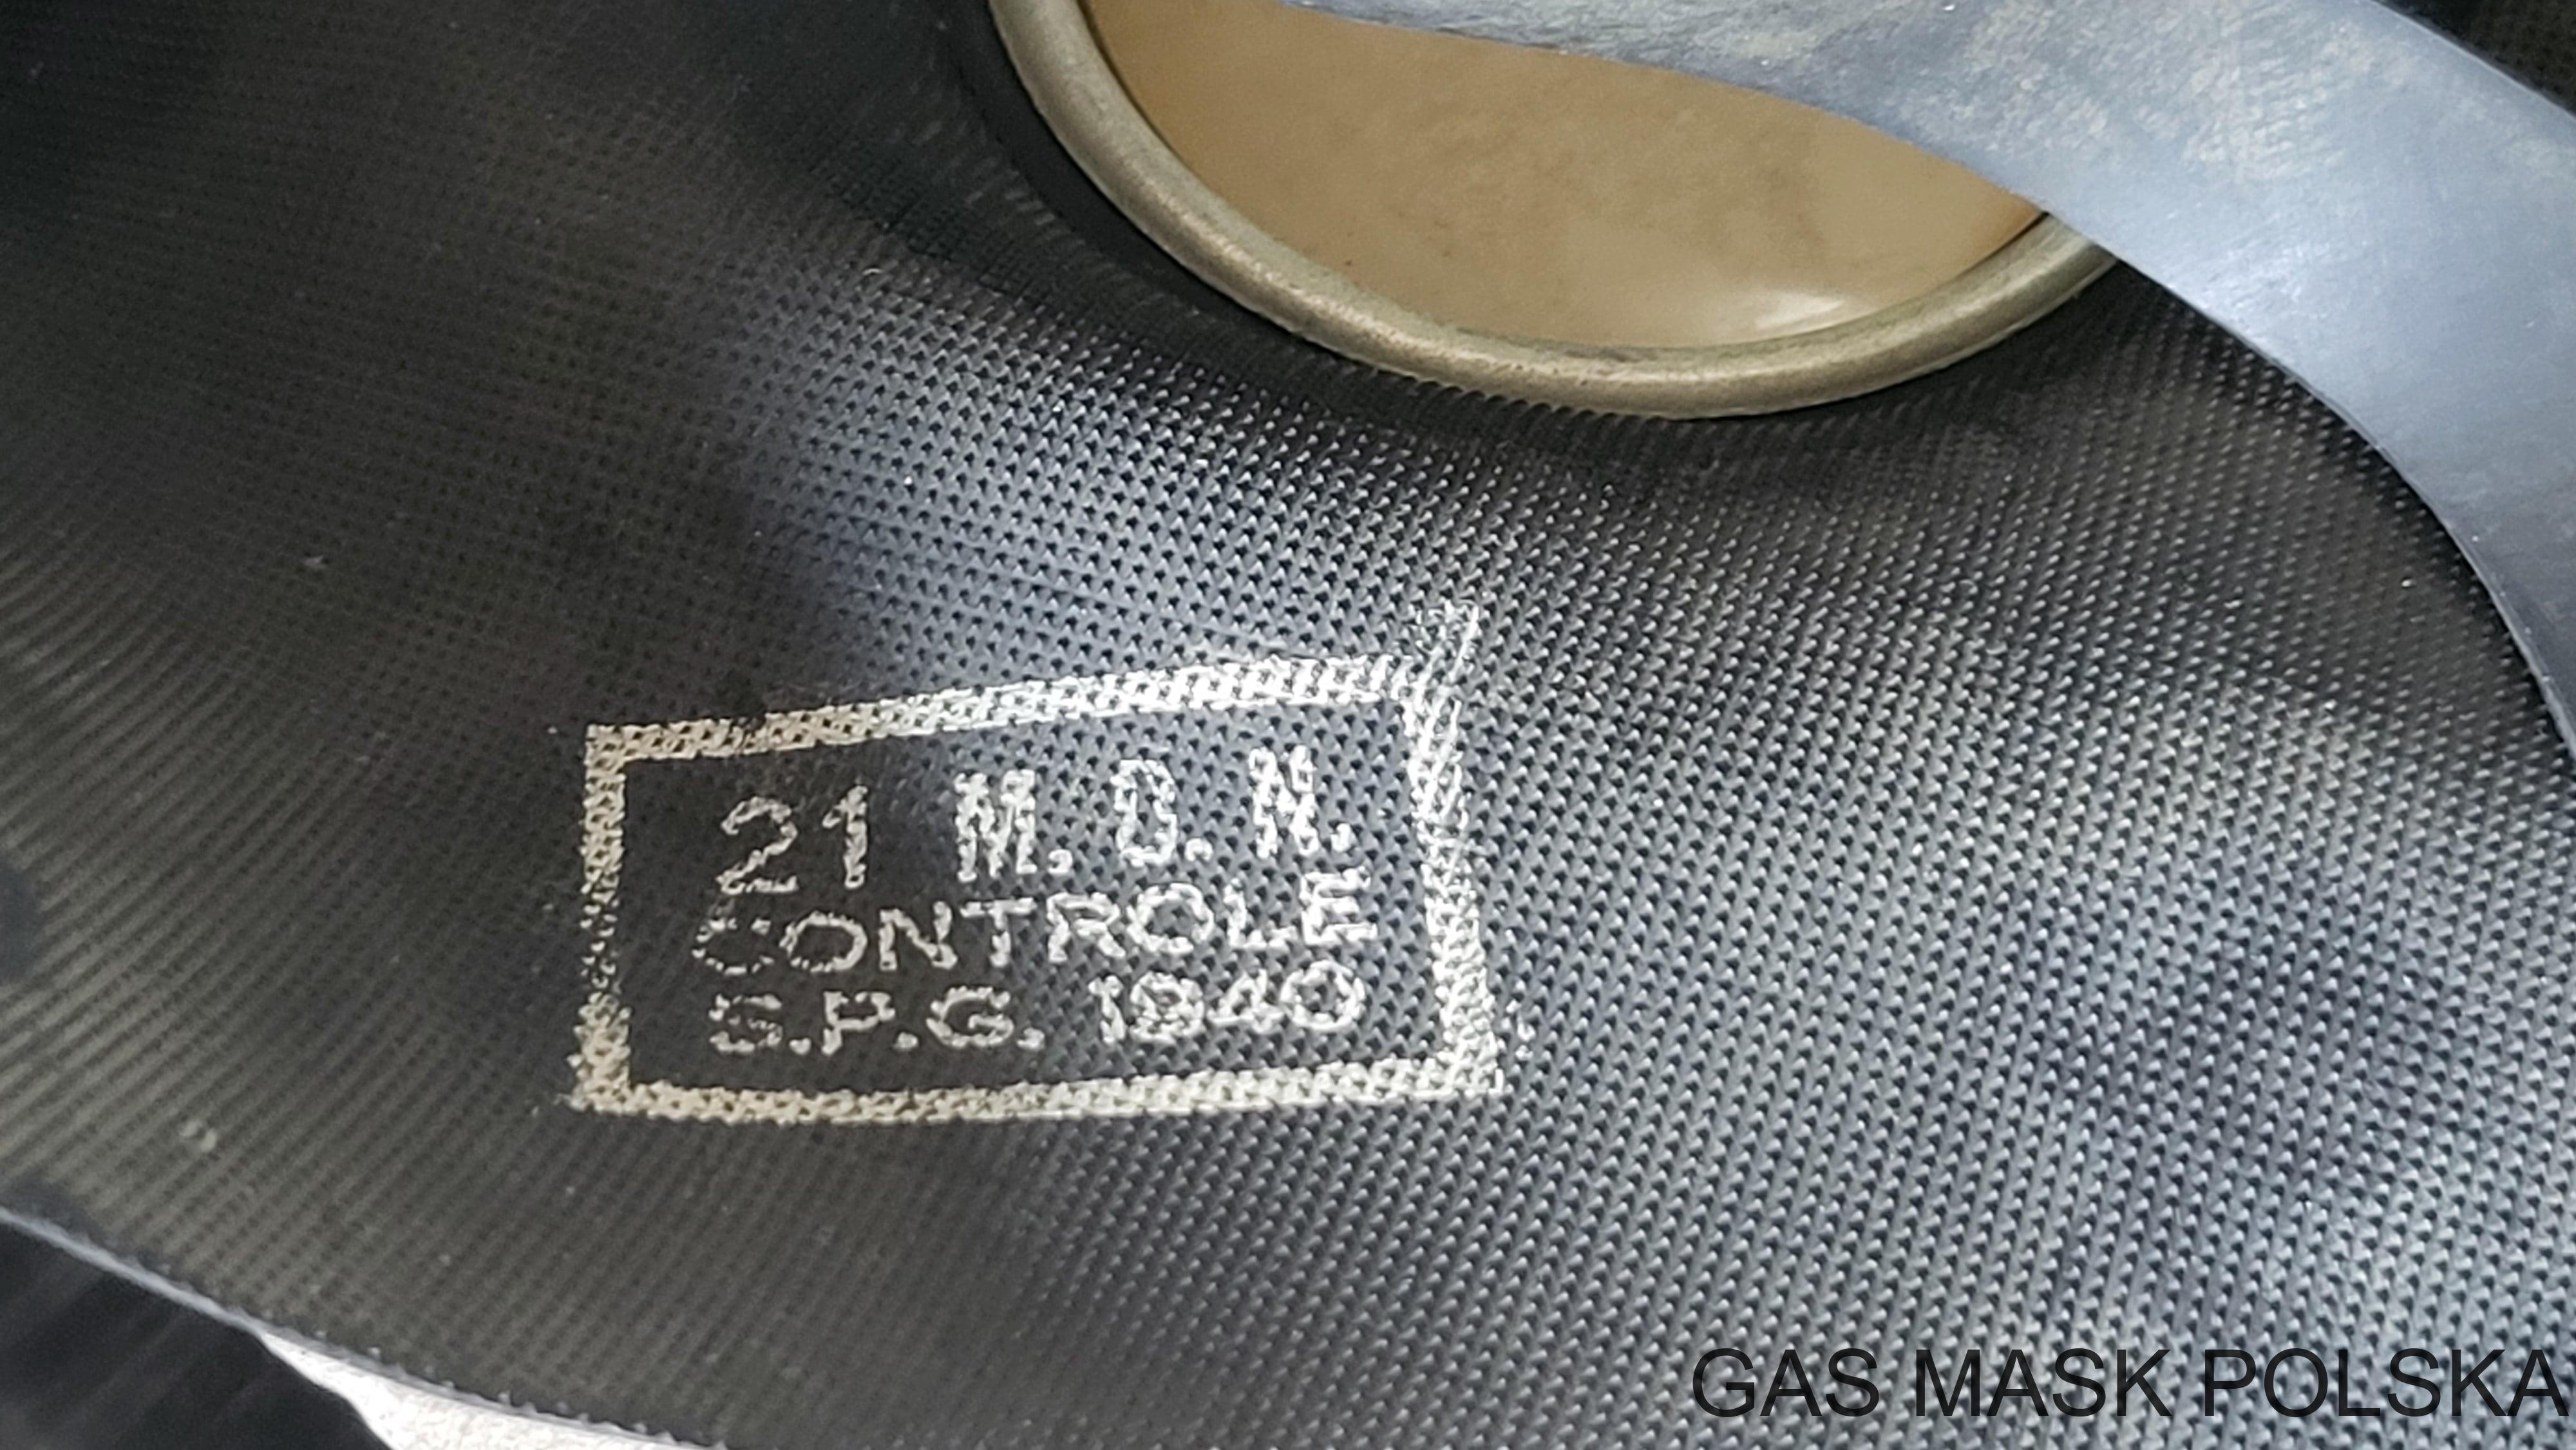 21 M. D. N.
CONTROLE
S.P.G. 1940
GAS MASK POLSKA